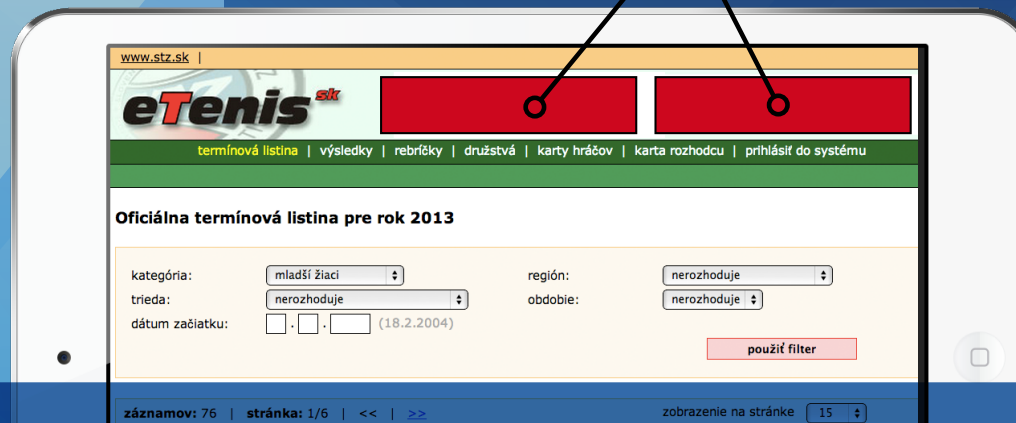 www.stz.sk |
eTenis sk
termínová listina | výsledky | rebríčky | družstvá | karty hráčov | karta rozhodcu | prihlásiť do systému
Oficiálna termínová listina pre rok 2013
kategória: mladší žiaci región: nerozhoduje
trieda: nerozhoduje obdobie: nerozhoduje
dátum začiatku: . . (18.2.2004)
použiť filter
záznamov: 76 | stránka: 1/6 | << | >> zobrazenie na stránke 15